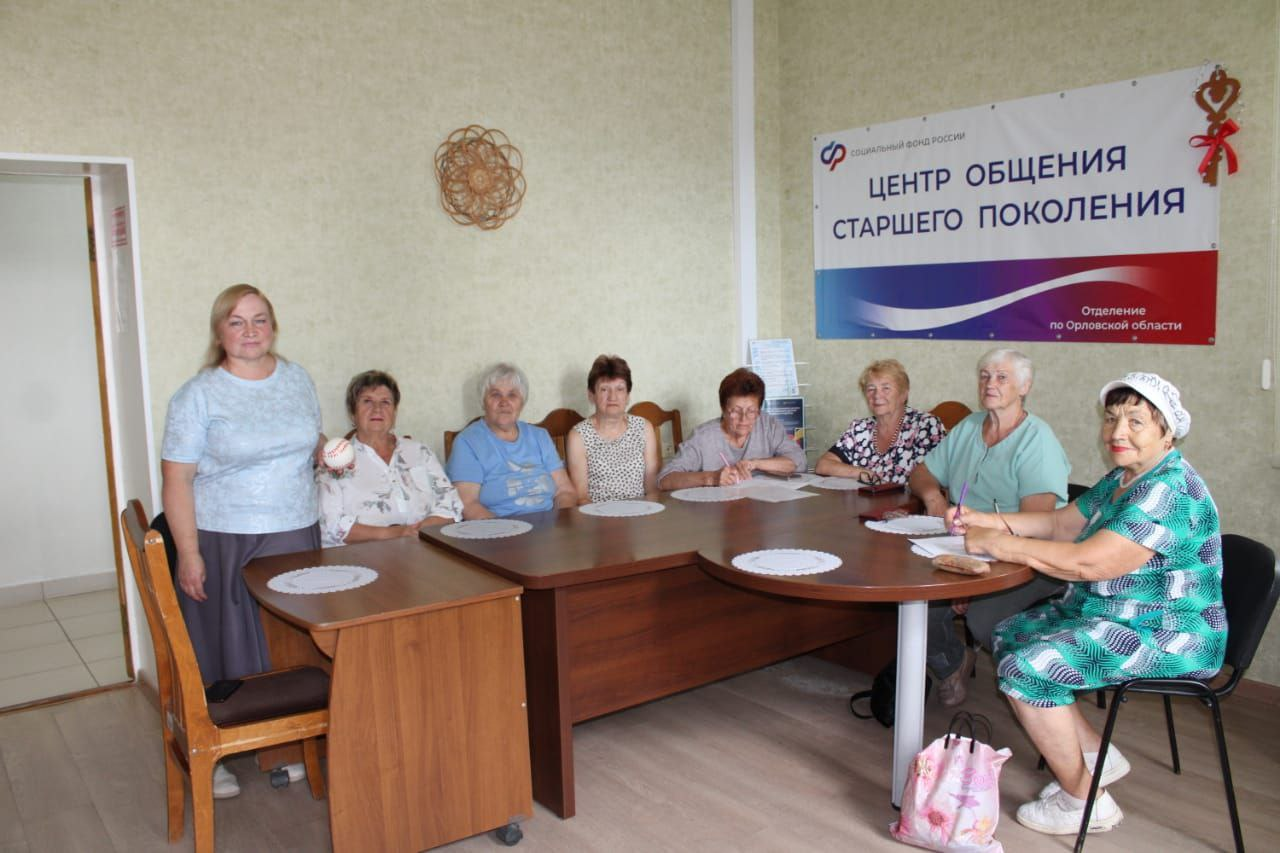 СОЦИАЛЬНЫЙ ФОНД РОССИИ
ЦЕНТР ОБЩЕНИЯ
СТАРШЕГО ПОКОЛЕНИЯ
Отделение
по Орловской области